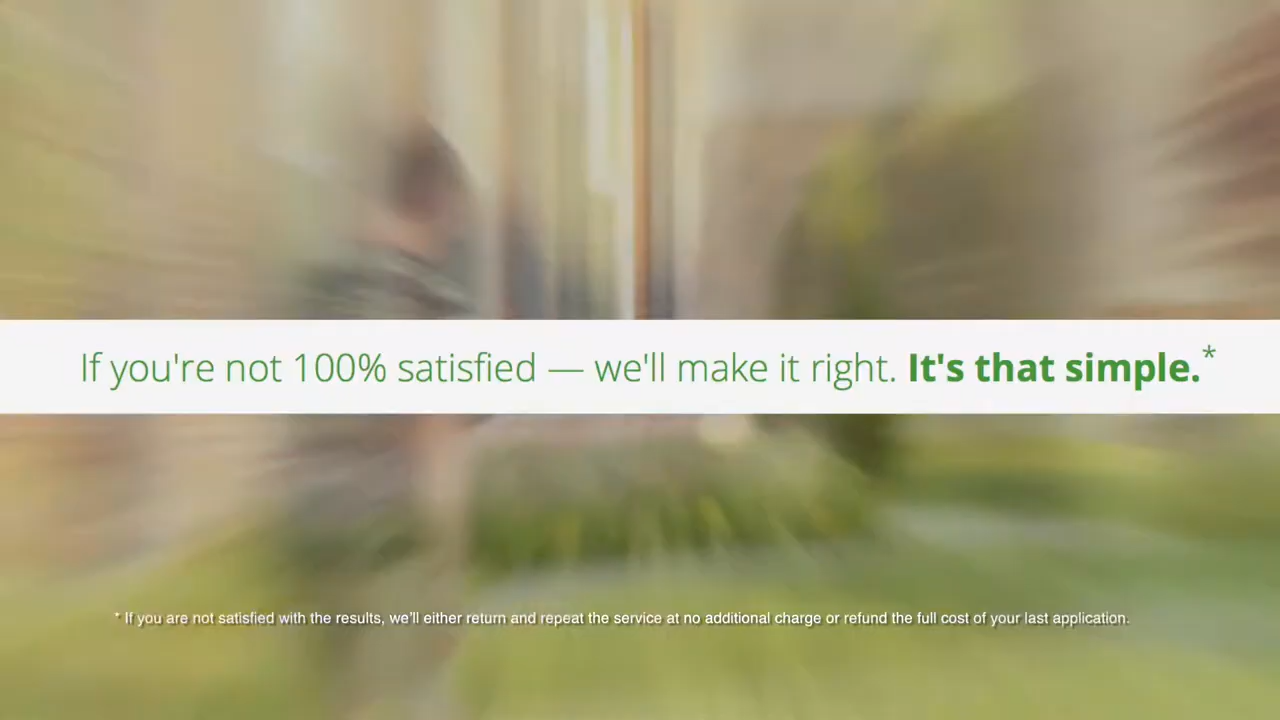 If you're not 100% satisfied — we'll make it right. It's that simple.*
* If you are not satisfied with the results, we’ll either return and repeat the service at no additional charge or refund the full cost of your last application.